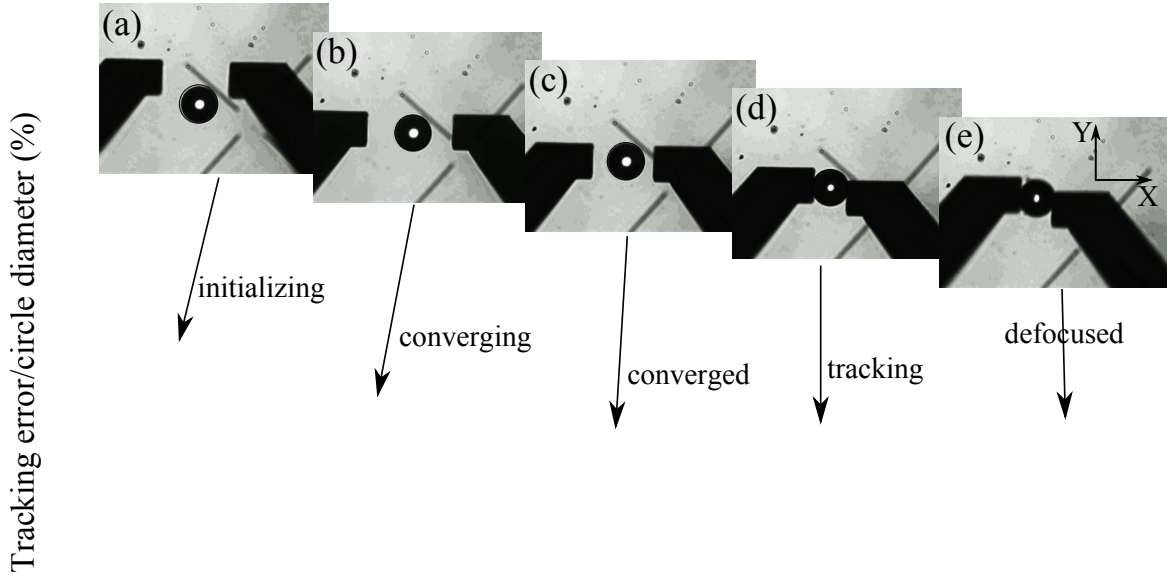 (a)
(b)
(c)
(d)
(e)
Y
X
initializing
converging
converged
tracking
defocused
Tracking error/circle diameter (%)